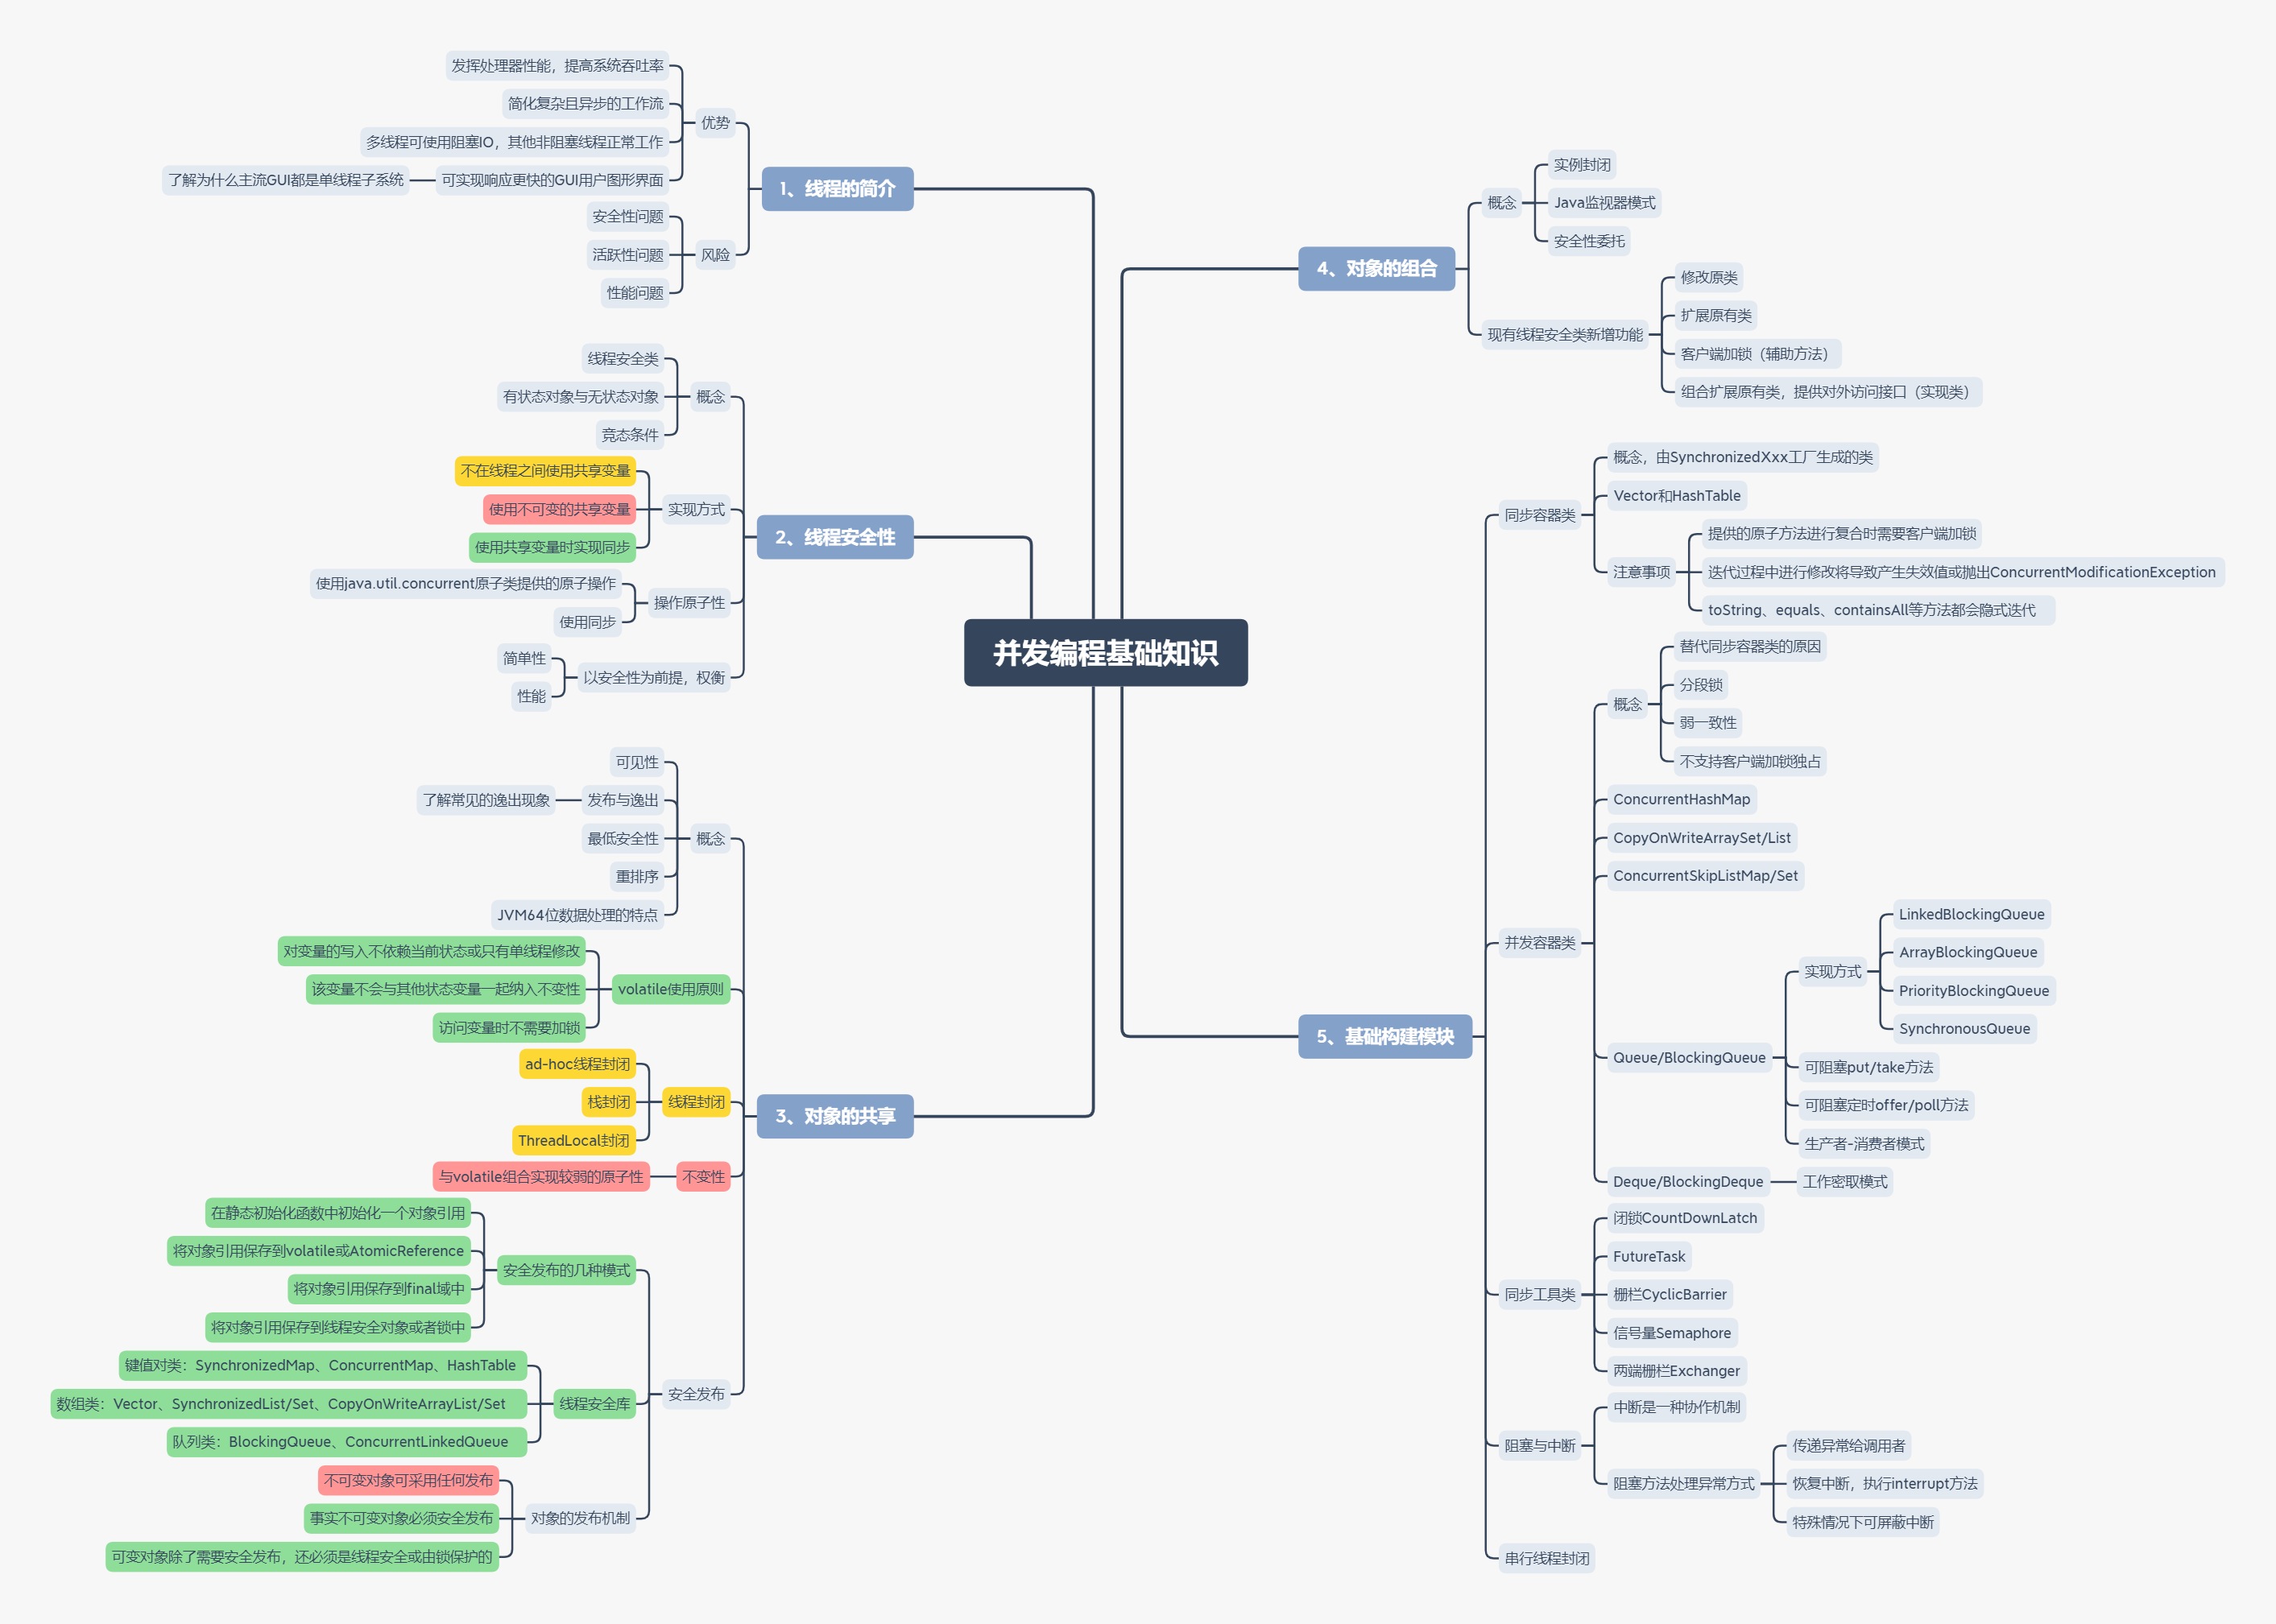 并发编程基础知识
1、线程的简介
优势
发挥处理器性能，提高系统吞吐率
简化复杂且异步的工作流
多线程可使用阻塞IO，其他非阻塞线程正常工作
可实现响应更快的GUI用户图形界面
了解为什么主流GUI都是单线程子系统
风险
安全性问题
活跃性问题
性能问题
2、线程安全性
概念
线程安全类
有状态对象与无状态对象
竞态条件
实现方式
不在线程之间使用共享变量
使用不可变的共享变量
使用共享变量时实现同步
操作原子性
使用java.util.concurrent原子类提供的原子操作
使用同步
以安全性为前提，权衡
简单性
性能
3、对象的共享
概念
可见性
发布与逸出
了解常见的逸出现象
最低安全性
重排序
JVM64位数据处理的特点
volatile使用原则
对变量的写入不依赖当前状态或只有单线程修改
该变量不会与其他状态变量一起纳入不变性
访问变量时不需要加锁
线程封闭
ad-hoc线程封闭
栈封闭
ThreadLocal封闭
不变性
与volatile组合实现较弱的原子性
安全发布
安全发布的几种模式
在静态初始化函数中初始化一个对象引用
将对象引用保存到volatile或AtomicReference
将对象引用保存到final域中
将对象引用保存到线程安全对象或者锁中
线程安全库
键值对类：SynchronizedMap、ConcurrentMap、HashTable
数组类：Vector、SynchronizedList/Set、CopyOnWriteArrayList/Set
队列类：BlockingQueue、ConcurrentLinkedQueue
对象的发布机制
不可变对象可采用任何发布
事实不可变对象必须安全发布
可变对象除了需要安全发布，还必须是线程安全或由锁保护的
4、对象的组合
概念
实例封闭
Java监视器模式
安全性委托
现有线程安全类新增功能
修改原类
扩展原有类
客户端加锁（辅助方法）
组合扩展原有类，提供对外访问接口（实现类）
5、基础构建模块
同步容器类
概念，由SynchronizedXxx工厂生成的类
Vector和HashTable
注意事项
提供的原子方法进行复合时需要客户端加锁
迭代过程中进行修改将导致产生失效值或抛出ConcurrentModificationException
toString、equals、containsAll等方法都会隐式迭代
并发容器类
概念
替代同步容器类的原因
分段锁
弱一致性
不支持客户端加锁独占
ConcurrentHashMap
CopyOnWriteArraySet/List
ConcurrentSkipListMap/Set
Queue/BlockingQueue
实现方式
LinkedBlockingQueue
ArrayBlockingQueue
PriorityBlockingQueue
SynchronousQueue
可阻塞put/take方法
可阻塞定时offer/poll方法
生产者-消费者模式
Deque/BlockingDeque
工作密取模式
同步工具类
闭锁CountDownLatch
FutureTask
栅栏CyclicBarrier
信号量Semaphore
两端栅栏Exchanger
阻塞与中断
中断是一种协作机制
阻塞方法处理异常方式
传递异常给调用者
恢复中断，执行interrupt方法
特殊情况下可屏蔽中断
串行线程封闭